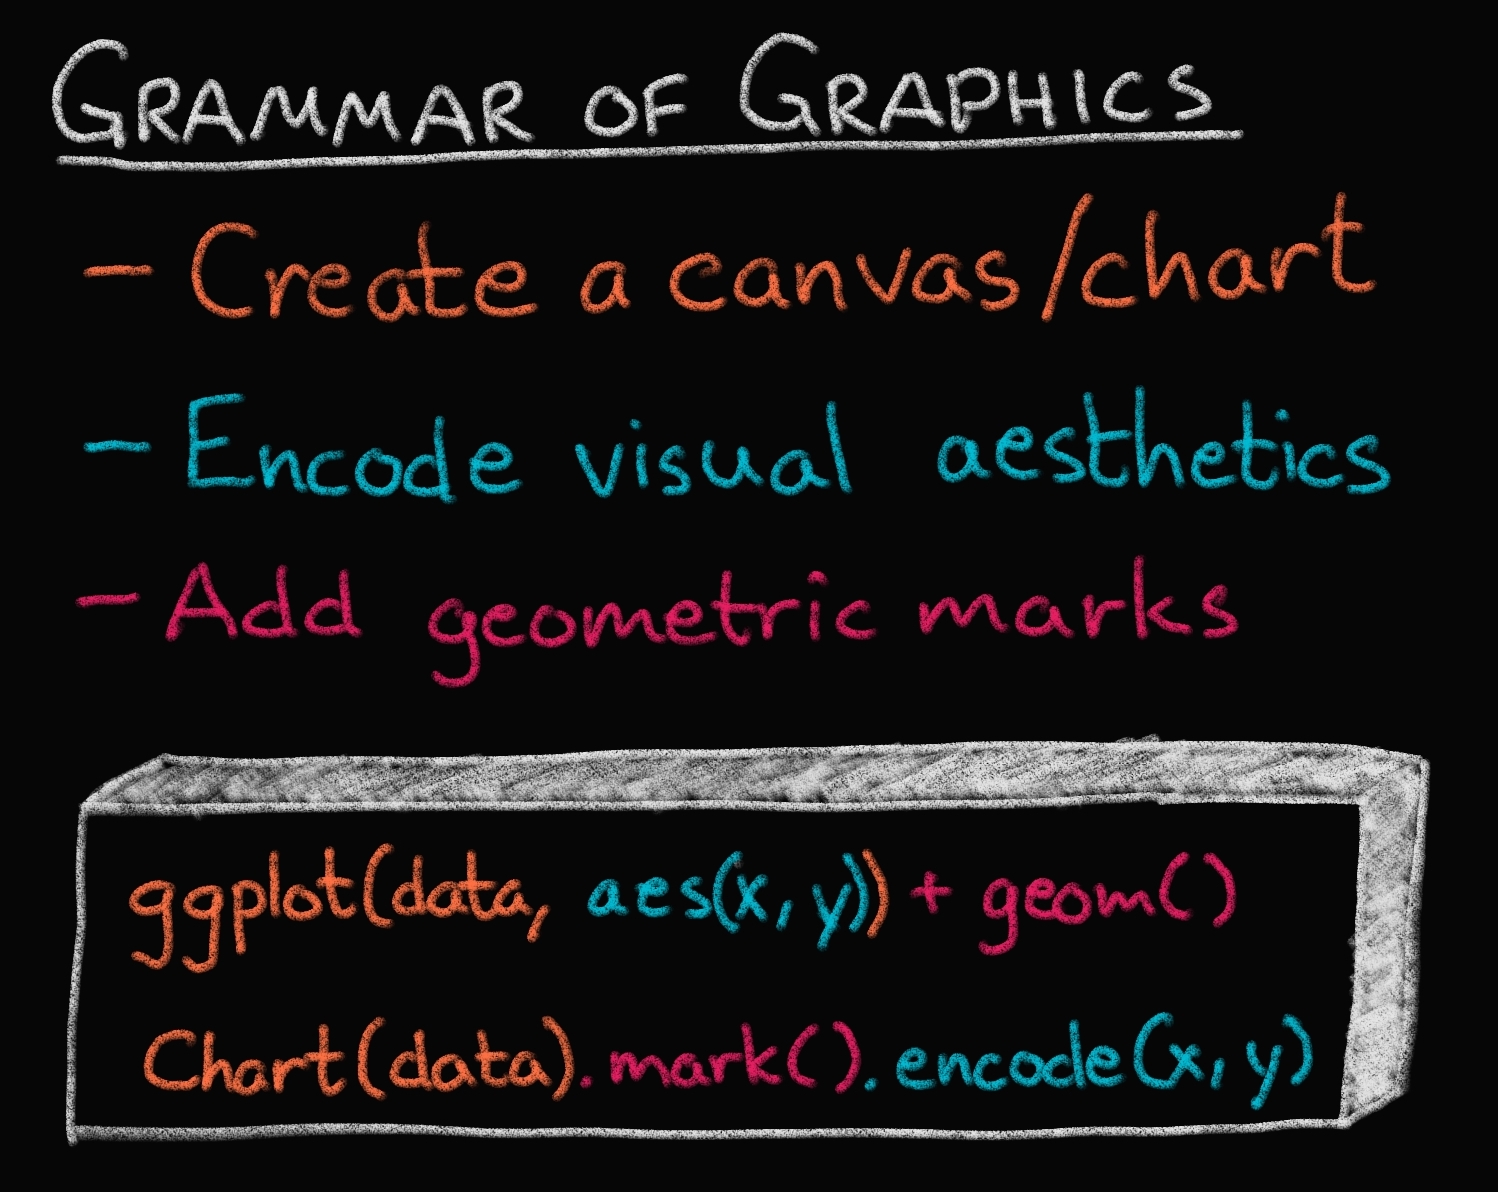 GRAMMAR OF GRAPHICS
- Create a canvas/chart
- Encode visual aesthetics
- Add geometric marks
ggplot(data, aes(x, y)) + geom()
Chart(data).mark().encode(x, y)